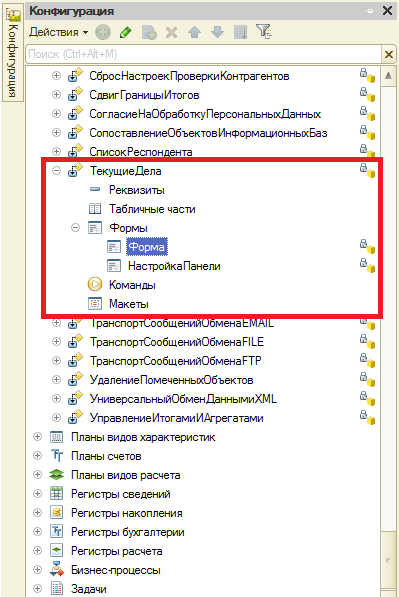 Конфигурация
Конфигурация
Действия
Поиск (Ctrl+Alt+M)
СбросНастроекПроверкиКонтрагентов
СдвигГраницыИтогов
СогласиеНаОбработкуПерсональныхДанных
СопоставлениеОбъектовИнформационныхБаз
СписокРеспондента
ТекущиеДела
Реквизиты
Табличные части
Формы
Форма
НастройкаПанели
Команды
Макеты
ТранспортСообщенийОбменаEMAIL
ТранспортСообщенийОбменаFILE
ТранспортСообщенийОбменаFTP
УдалениеПомеченныхОбъектов
УниверсальныйОбменДаннымиXML
УправлениеИтогамиИАгрегатами
Планы видов характеристик
Планы счетов
Планы видов расчета
Регистры сведений
Регистры накопления
Регистры бухгалтерии
Регистры расчета
Бизнес-процессы
Задачи